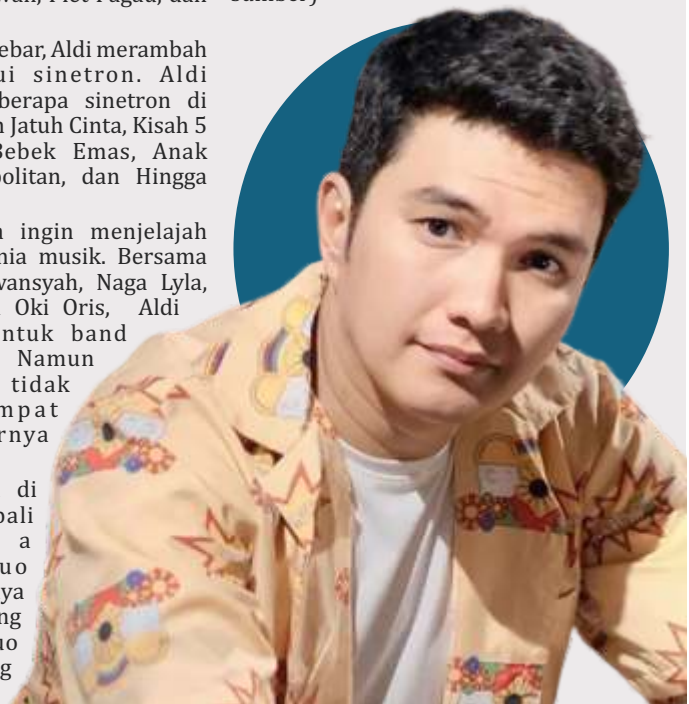 ebar, Aldi merambah
ui sinetron. Aldi
berapa sinetron di
Jatuh Cinta, Kisah 5
Bebek Emas, Anak
olitan, dan Hingga
ingin menjelajah
nia musik. Bersama
wansyah, Naga Lyla,
Oki Oris, Aldi
ntuk band
Namun
tidak
mpat
rnya
di
bali
a
uo
ya
ng
uo
g